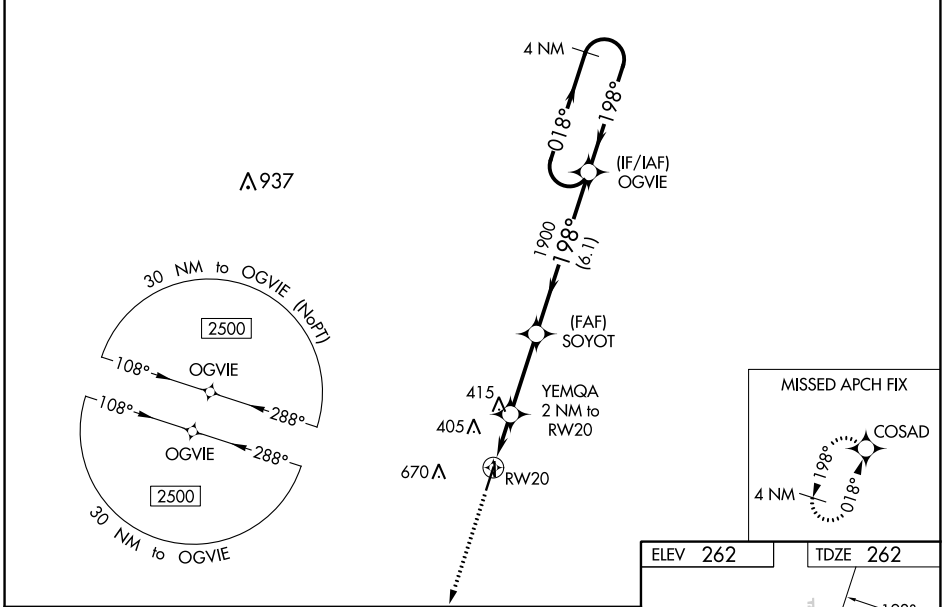 4 NM
018°
198°
(IF/IAF)
OGVIE
937
1900
198°
(6.1)
30 NM to OGVIE (NoPT)
2500
108°
OGVIE
288°
108°
OGVIE
288°
2500
30 NM to OGVIE
(FAF)
SOYOT
415
YEMQA
2 NM to
RW20
405
670
RW20
MISSED APCH FIX
COSAD
198°
018°
4 NM
ELEV 262
TDZE 262